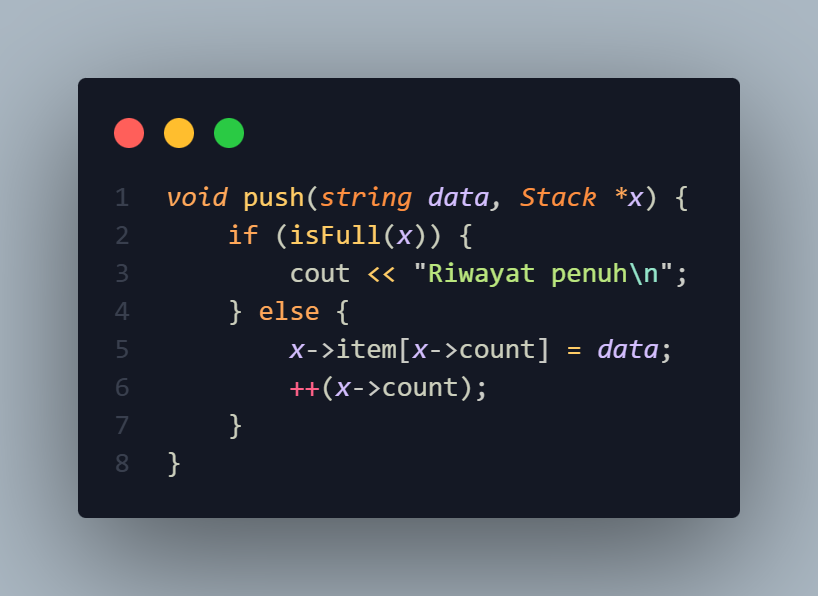 1 void push(string data, Stack *x) {
2     if (isFull(x)) {
3         cout << "Riwayat penuh\n";
4     } else {
5         x->item[x->count] = data;
6         ++(x->count);
7     }
8 }